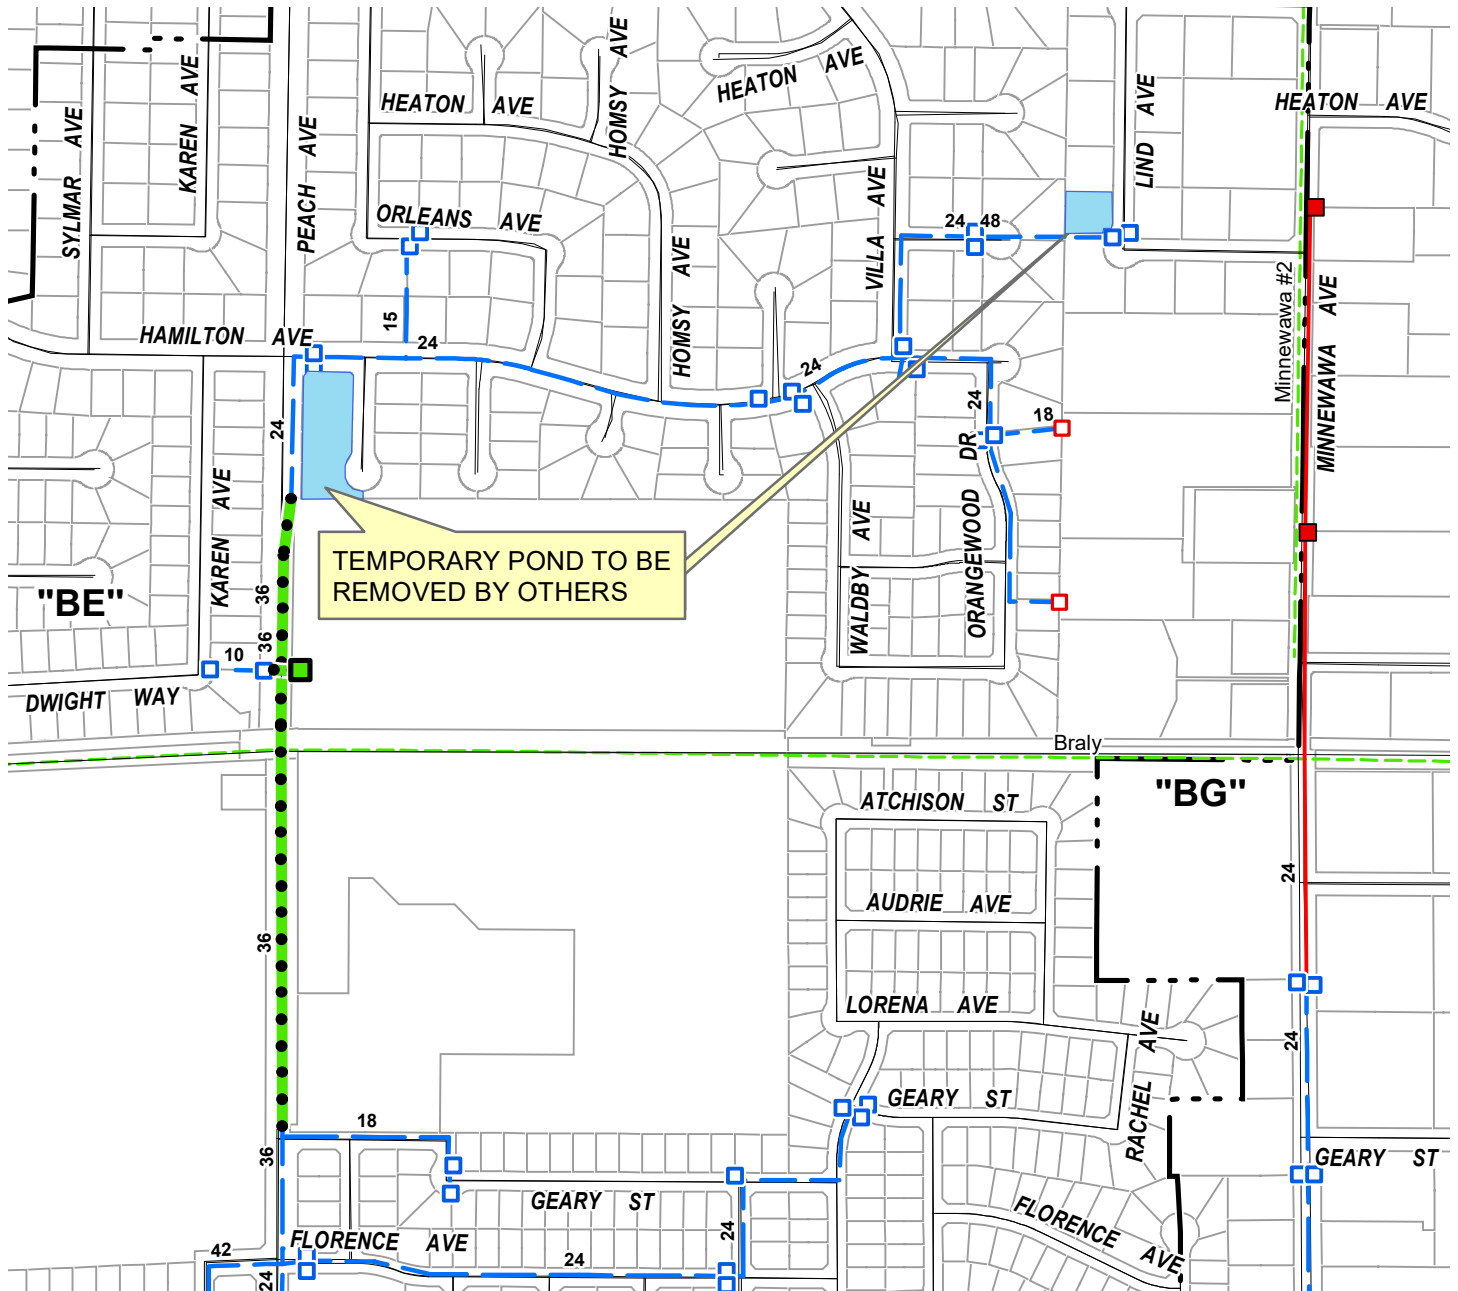 SYLMAR AVE
KAREN AVE
PEACH AVE
HEATON AVE
HOMSY AVE
HEATON AVE
LIND AVE
HEATON AVE
ORLEANS AVE
VILLA AVE
24 48
HOMSY AVE
Minnewawa #2
MINNEWAWA AVE
15
HAMILTON AVE
24
24
24
24
18
KAREN AVE
WALDBY AVE
ORANGEWOOD DR
TEMPORARY POND TO BE
REMOVED BY OTHERS
"BE"
36
36
10
DWIGHT WAY
Braly
"BG"
ATCHISON ST
24
AUDRIE AVE
36
LORENA AVE
RACHEL AVE
24
GEARY ST
18
36
GEARY ST
GEARY ST
FLORENCE AVE
24
FLORENCE AVE
42
24
24